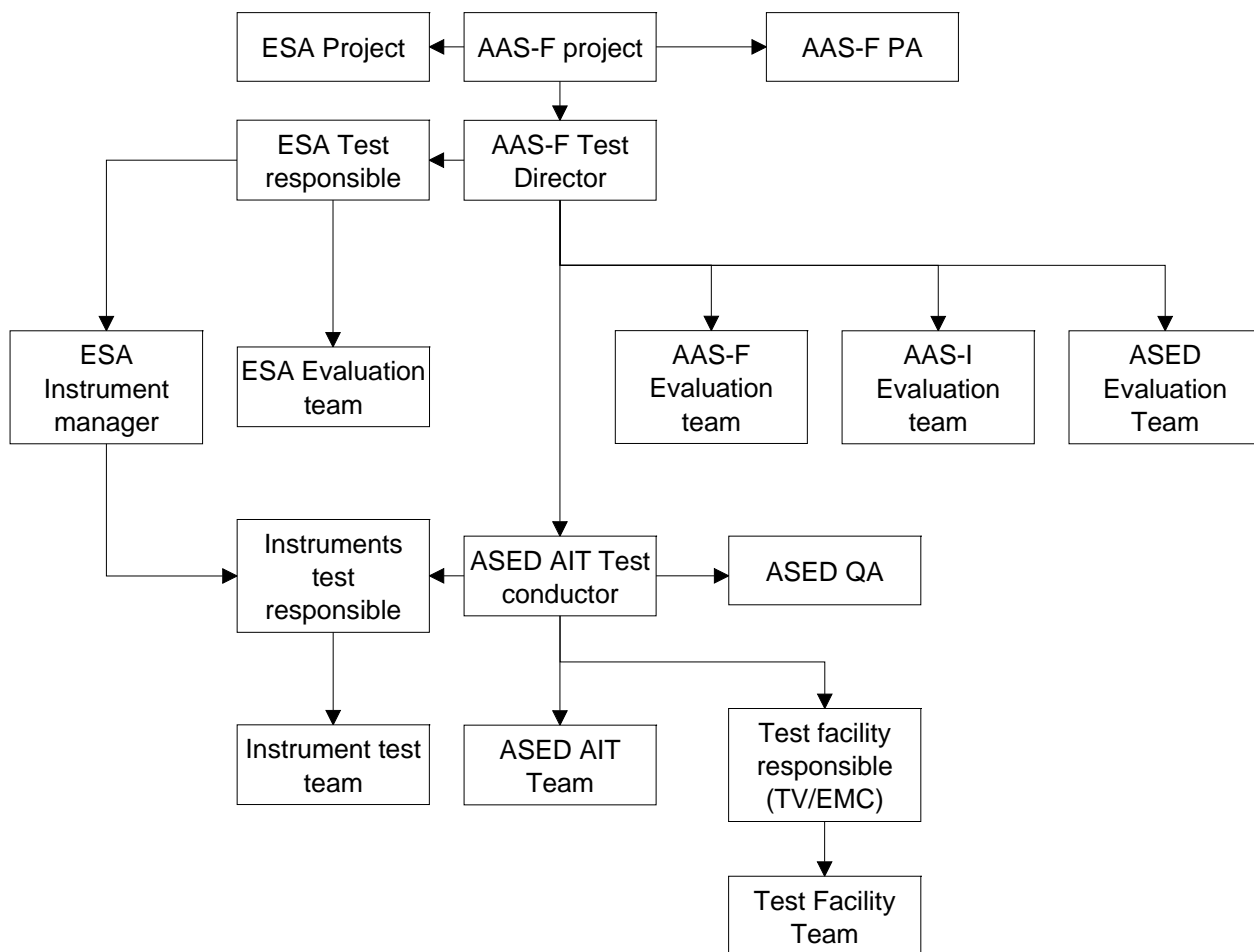 ESA Project
AAS-F project
AAS-F PA
ESA Test
responsible
AAS-F Test
Director
ESA
Instrument
manager
ESA Evaluation
team
AAS-F
Evaluation
team
AAS-I
Evaluation
team
ASED
Evaluation
Team
Instruments
test
responsible
ASED AIT Test
conductor
ASED QA
Instrument test
team
ASED AIT
Team
Test facility
responsible
(TV/EMC)
Test Facility
Team